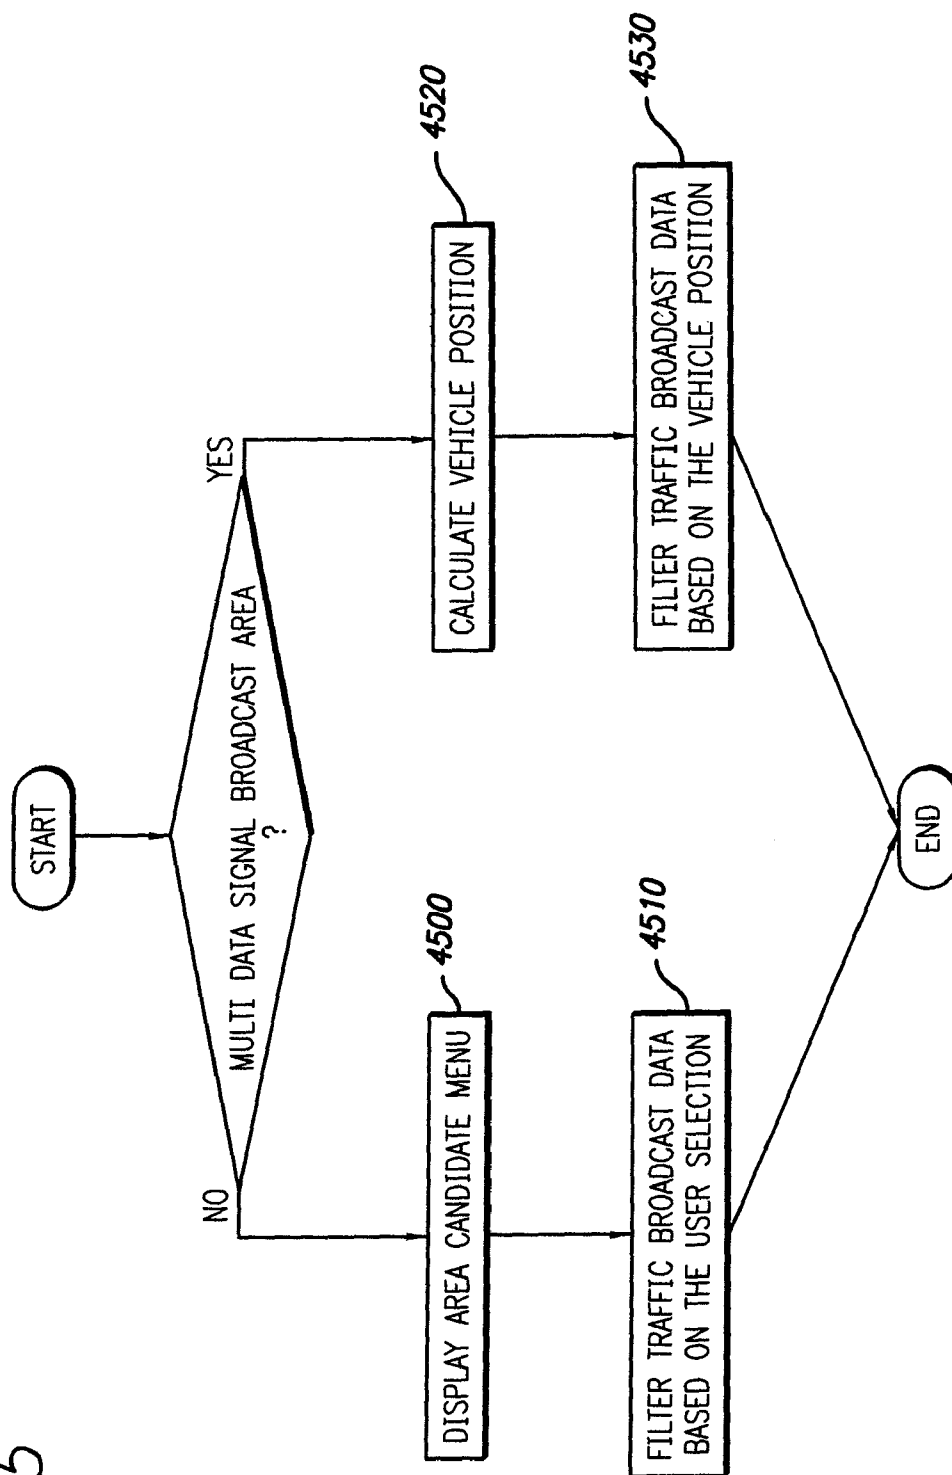 START
MULTI DATA SIGNAL BROADCAST AREA
?
NO
YES
4500
DISPLAY AREA CANDIDATE MENU
4510
FILTER TRAFFIC BROADCAST DATA
BASED ON THE USER SELECTION
4520
CALCULATE VEHICLE POSITION
4530
FILTER TRAFFIC BROADCAST DATA
BASED ON THE VEHICLE POSITION
END
5